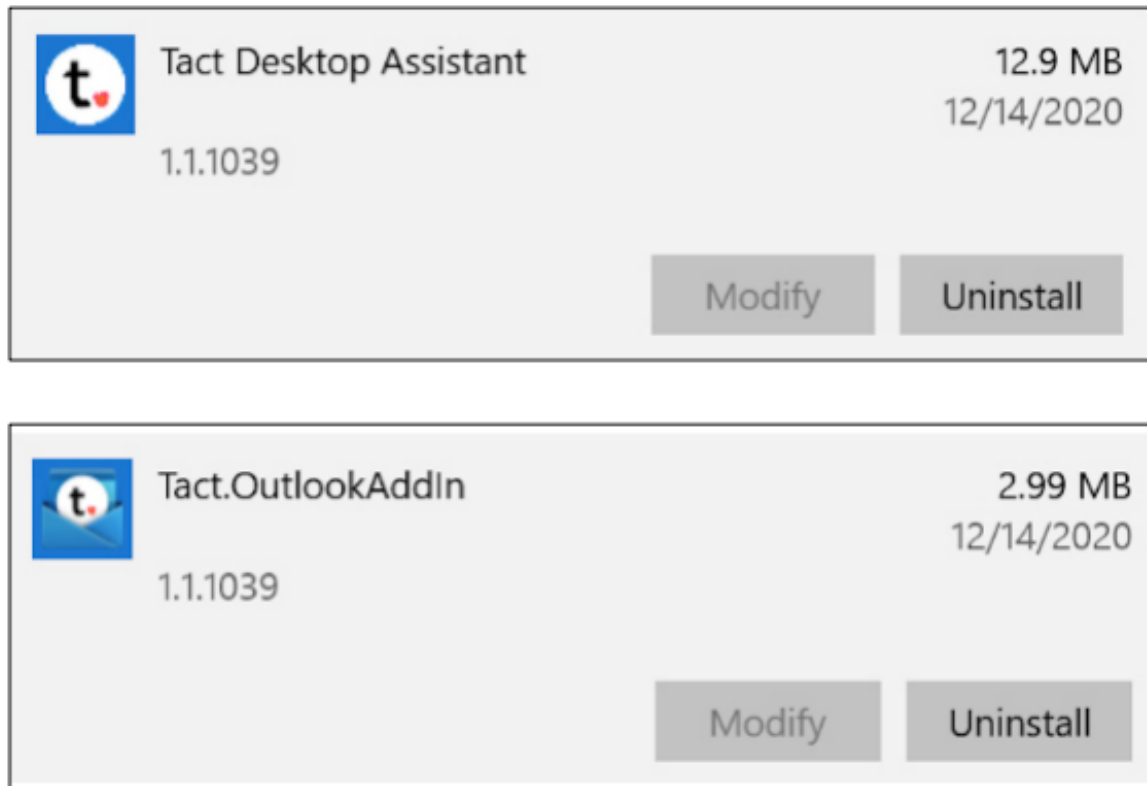 t.
Tact Desktop Assistant
12.9 MB
12/14/2020
1.1.1039
Modify
Uninstall
t.
Tact.OutlookAddIn
2.99 MB
12/14/2020
1.1.1039
Modify
Uninstall